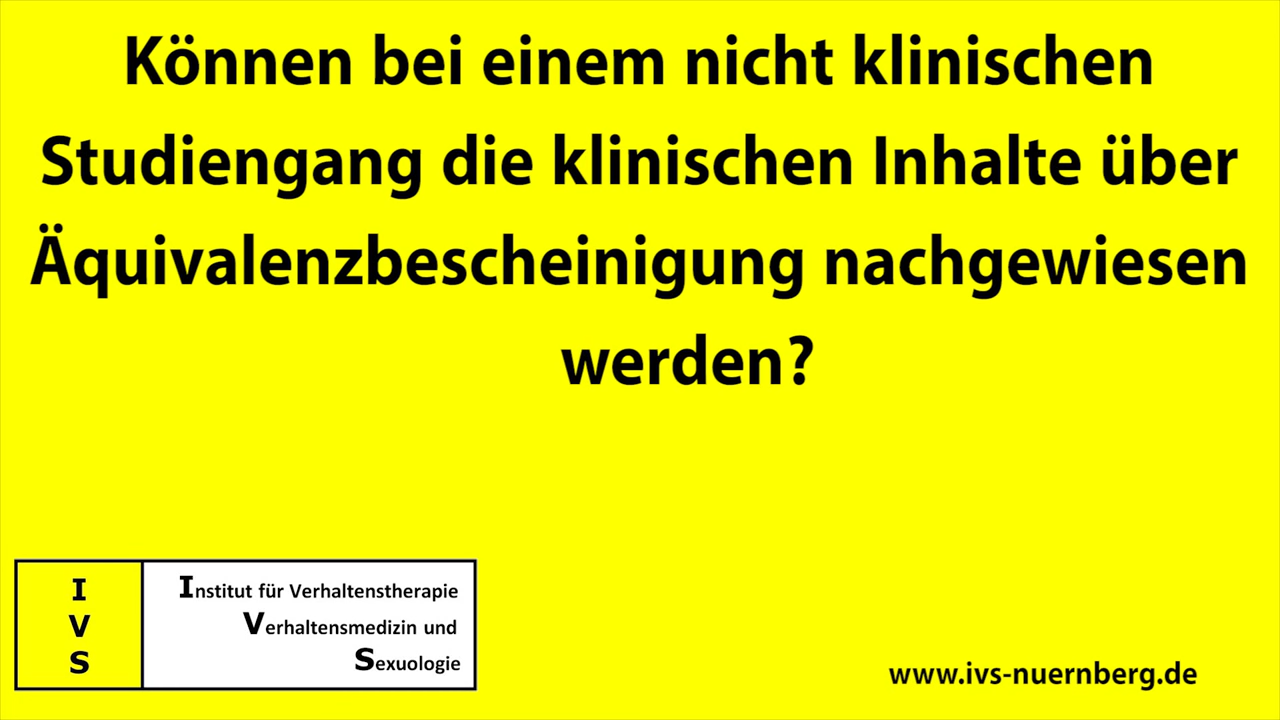 Können bei einem nicht klinischen
Studiengang die klinischen Inhalte über
Äquivalenzbescheinigung nachgewiesen
werden?
I
V
S
Institut für Verhaltenstherapie
Verhaltensmedizin und
Sexuologie
www.ivs-nuernberg.de